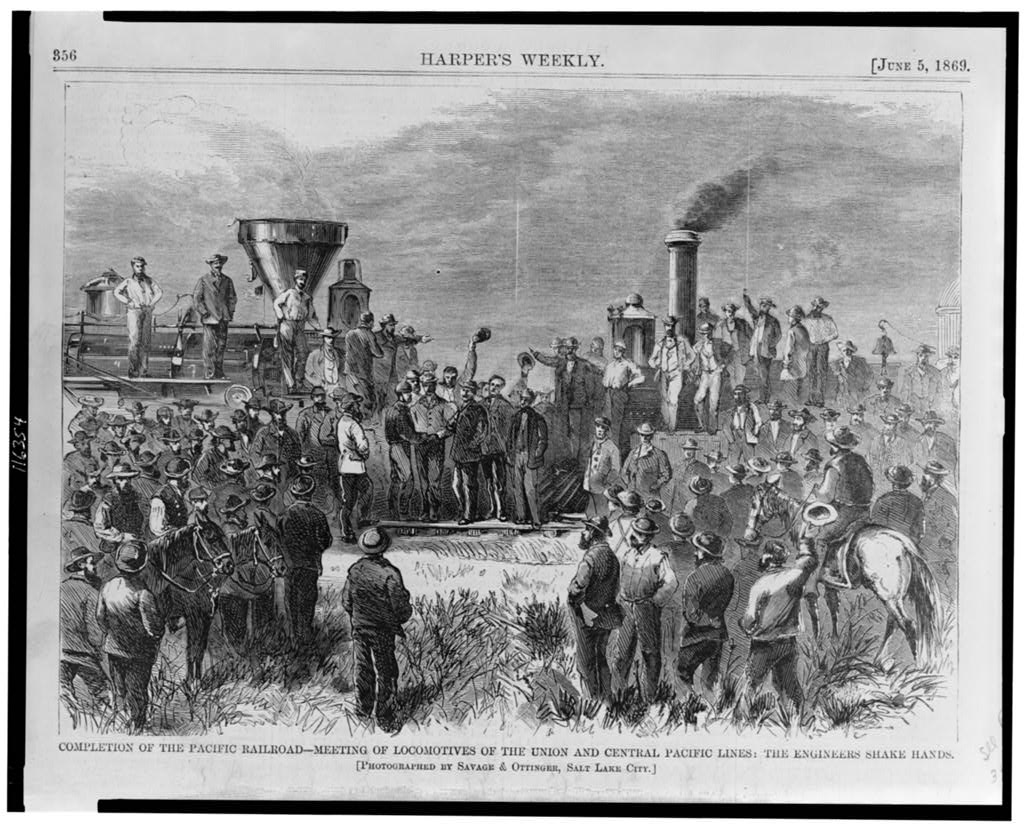 356
HARPER'S WEEKLY.
[JUNE 5, 1869.
COMPLETION OF THE PACIFIC RAILROAD—MEETING OF LOCOMOTIVES OF THE UNION AND CENTRAL PACIFIC LINES: THE ENGINEERS SHAKE HANDS.
[PHOTOGRAPHED BY SAVAGE & OTTINGER, SALT LAKE CITY.]
116354